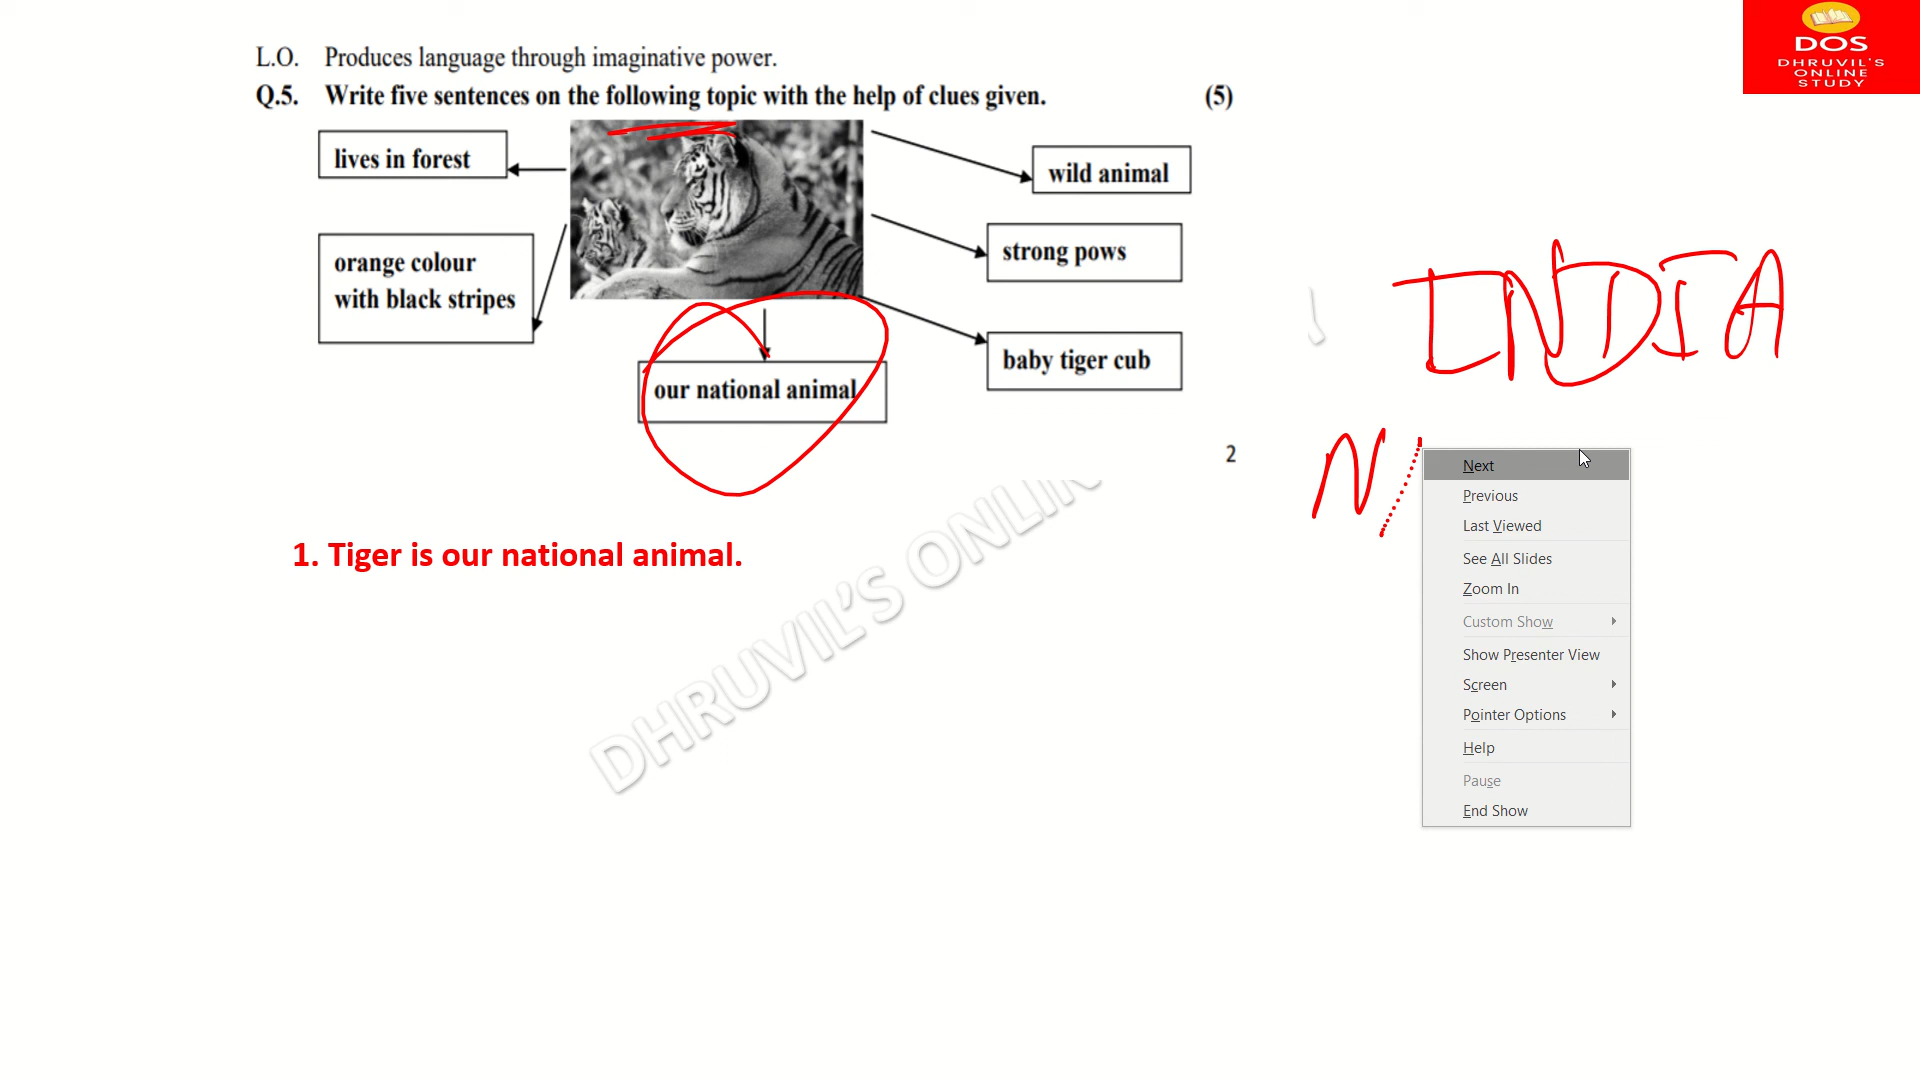 DOS
DHRUVIL'S
ONLINE
STUDY
L.O. Produces language through imaginative power.
Q.5. Write five sentences on the following topic with the help of clues given. (5)
lives in forest
wild animal
orange colour
with black stripes
strong pows
baby tiger cub
our national animal
INDIA
2
N
1. Tiger is our national animal.
DHRUVIL'S ONLIN
Next
Previous
Last Viewed
See All Slides
Zoom In
Custom Show
Show Presenter View
Screen
Pointer Options
Help
Pause
End Show